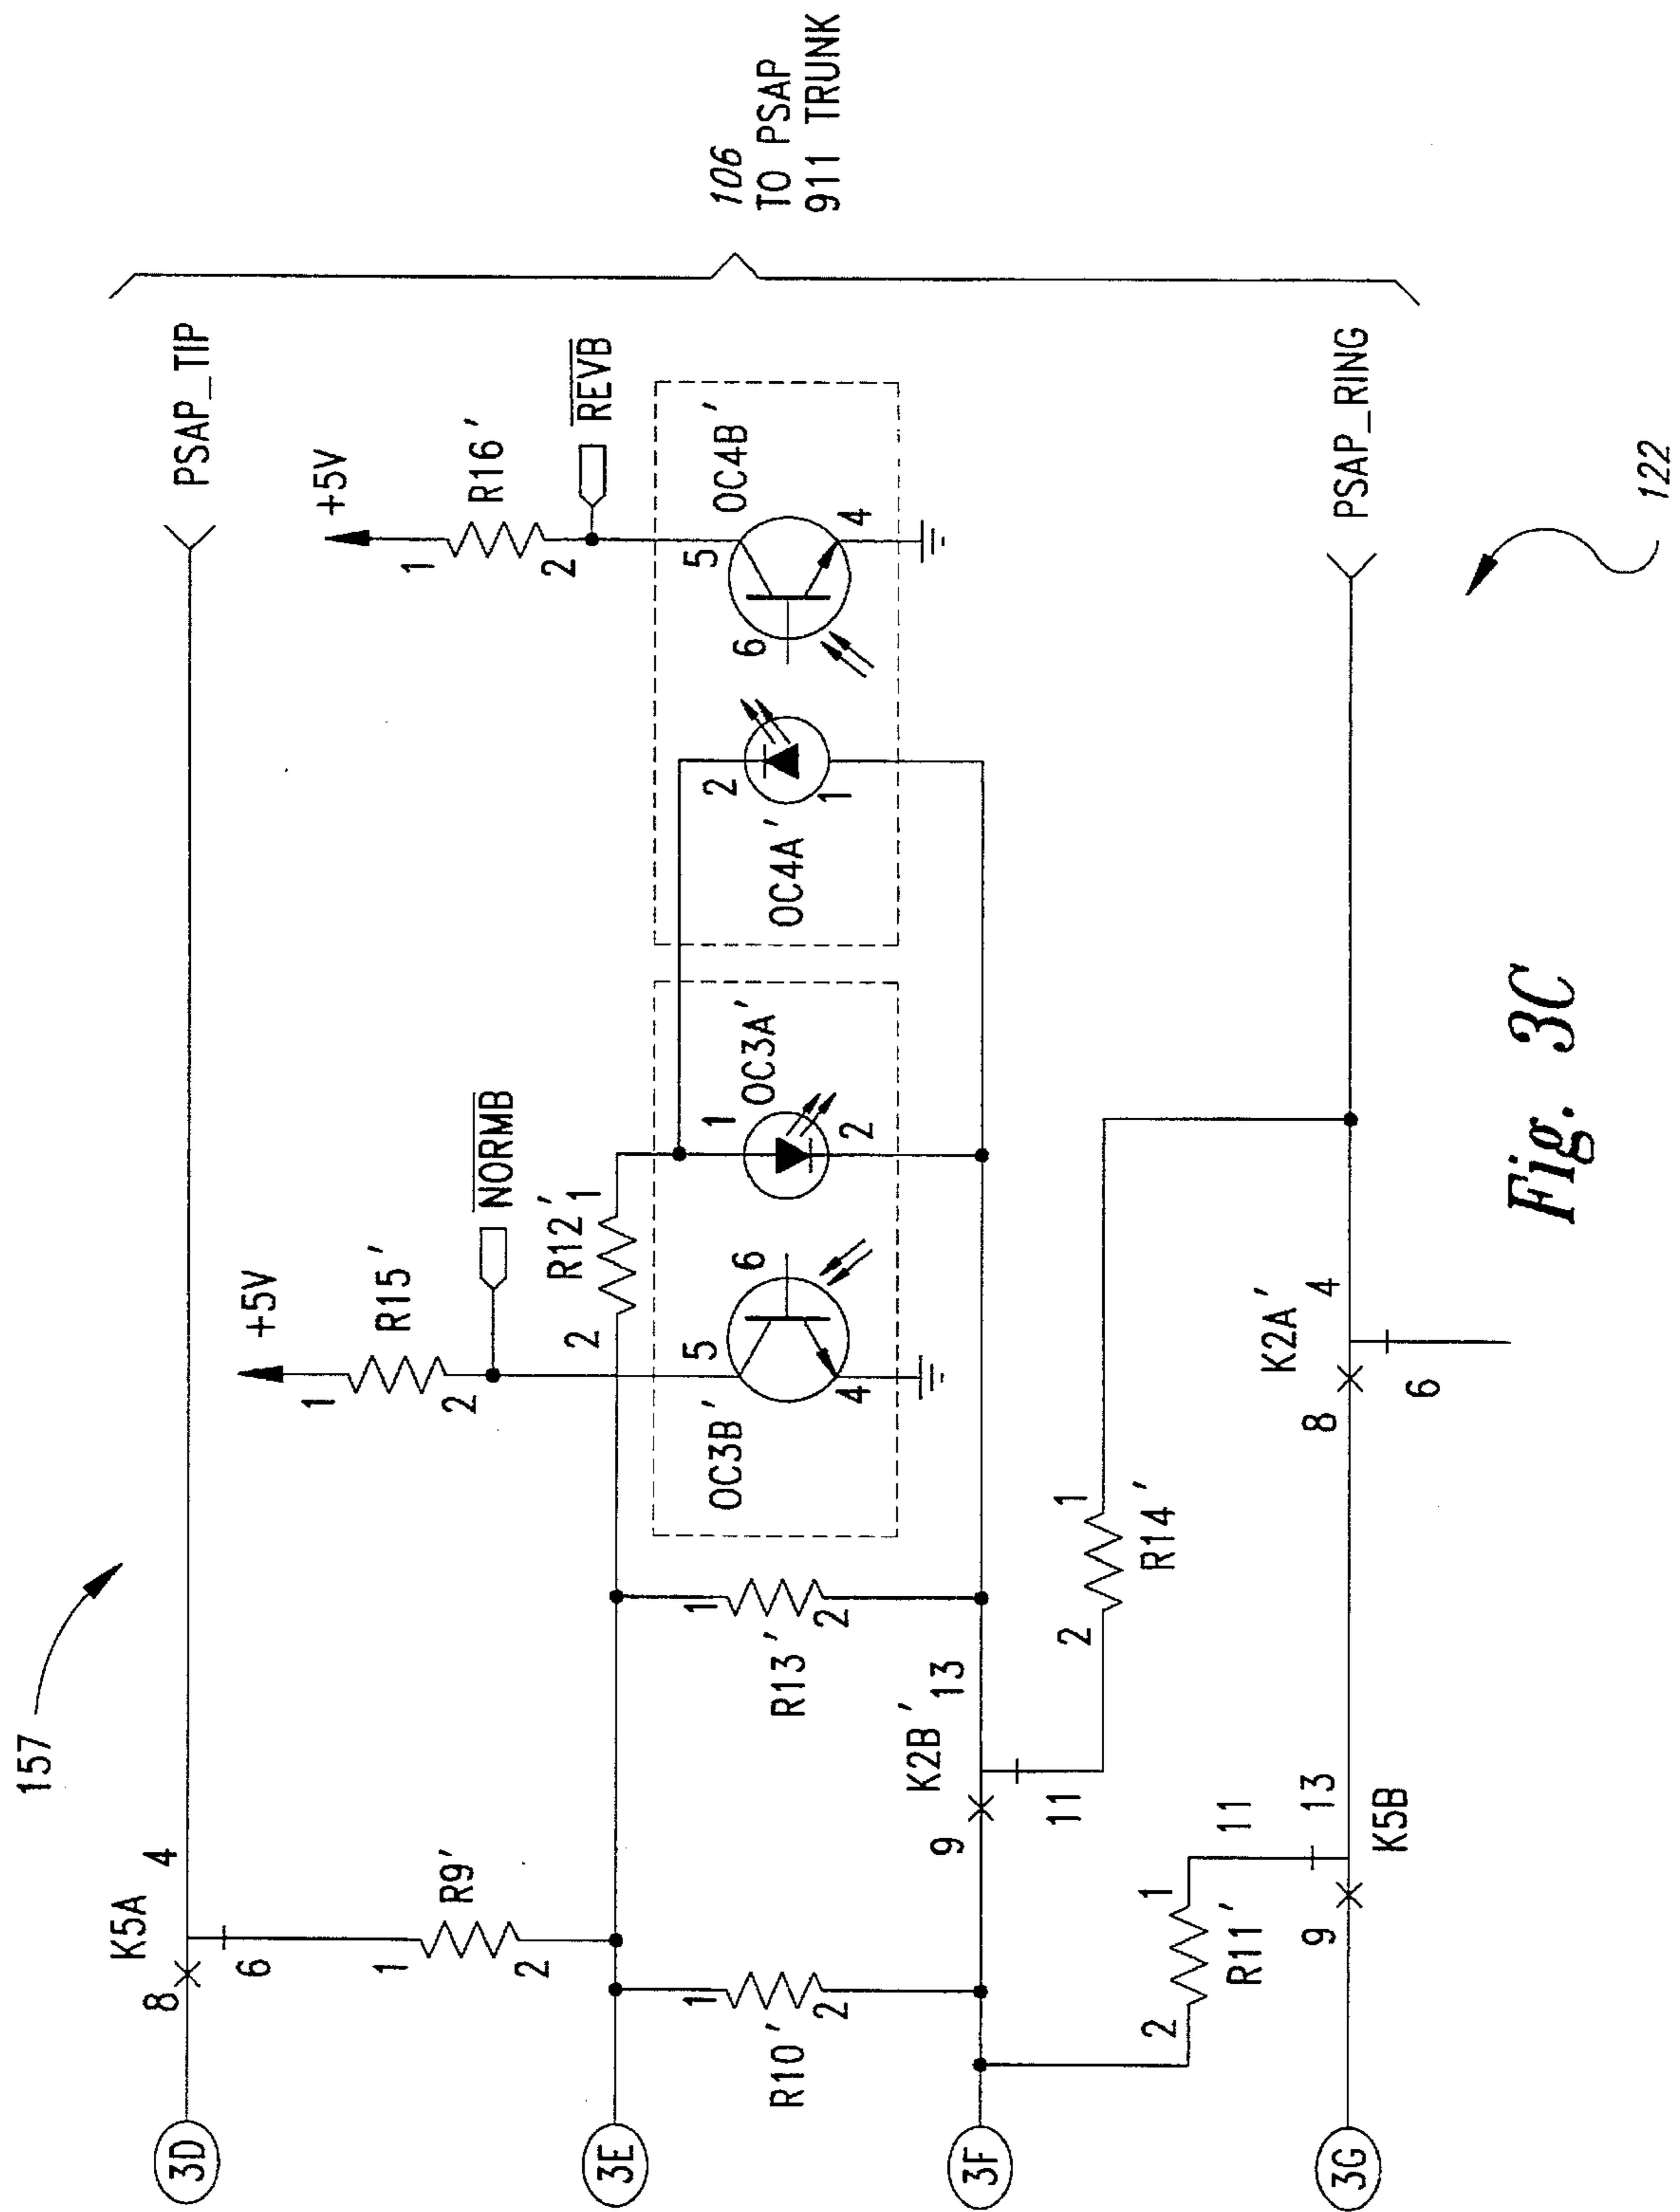 157
106
TO PSAP
911 TRUNK
3D
8
K5A
4
PSAP_TIP
6
1
R9'
2
+5V
1
R15'
2
NORMB
+5V
1
R16'
2
REVB
3E
R10'
1
2
R13'
1
2
2
R12'
1
OC3B'
5
6
4
1
OC3A'
2
2
OC4A'
1
6
5
OC4B'
4
3F
9
K2B'
13
11
2
R14'
1
2
R11'
1
11
3G
9
13
K5B
8
K2A'
4
6
PSAP_RING
122
Fig. 3C